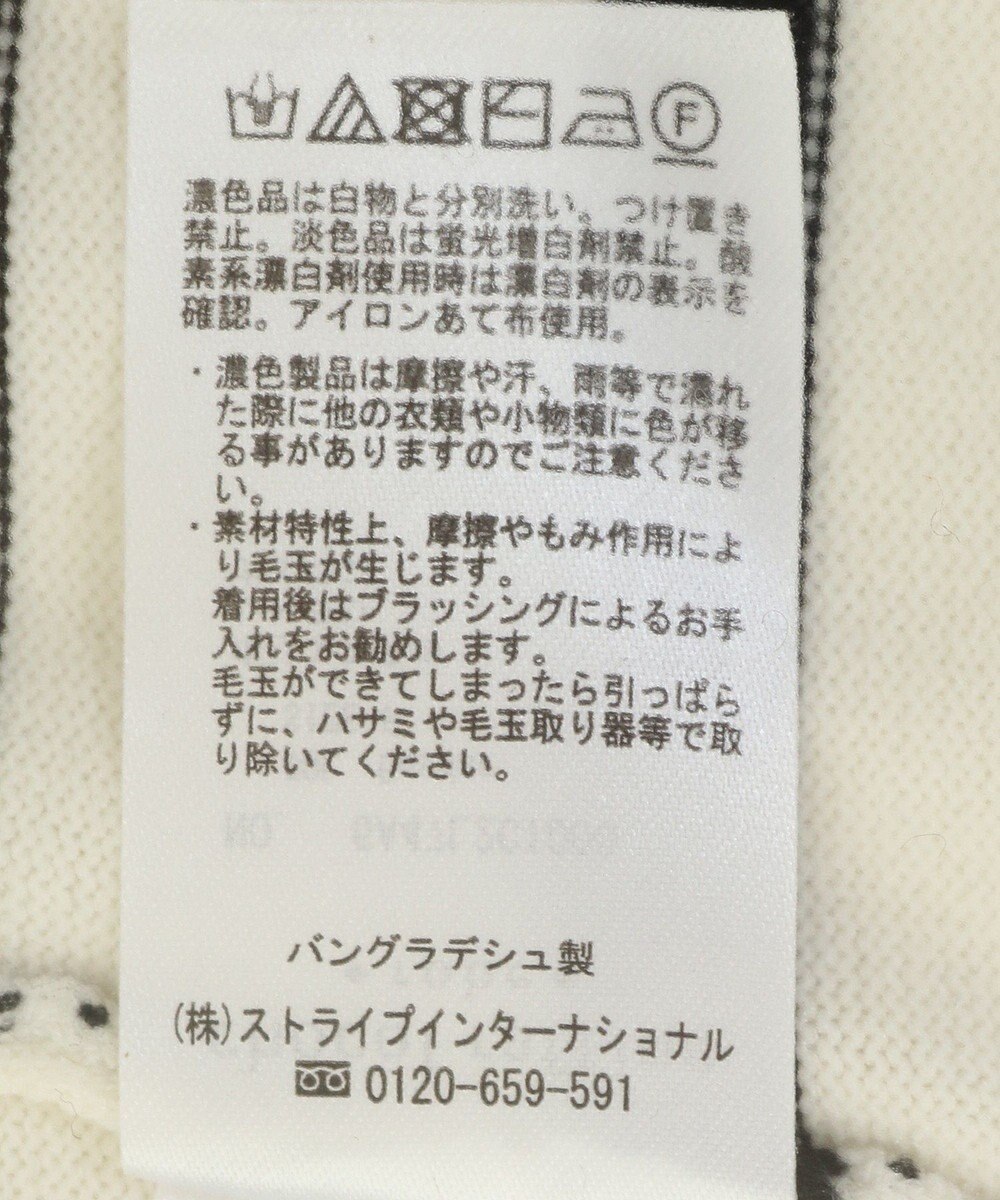 F
濃色品は白物と分別洗い。つけ置き
禁止。淡色品は蛍光増白剤禁止。酸
素系漂白剤使用時は漂白剤の表示を
確認。アイロンあて布使用。
・濃色製品は摩擦や汗、雨等で濡れ
た際に他の衣類や小物類に色が移
る事がありますのでご注意くださ
い。
・素材特性上、摩擦やもみ作用によ
り毛玉が生じます。
着用後はブラッシングによるお手
入れをお勧めします。
毛玉ができてしまったら引っぱら
ずに、ハサミや毛玉取り器等で取
り除いてください。
バングラデシュ製
(株)ストライプインターナショナル
0120-659-591